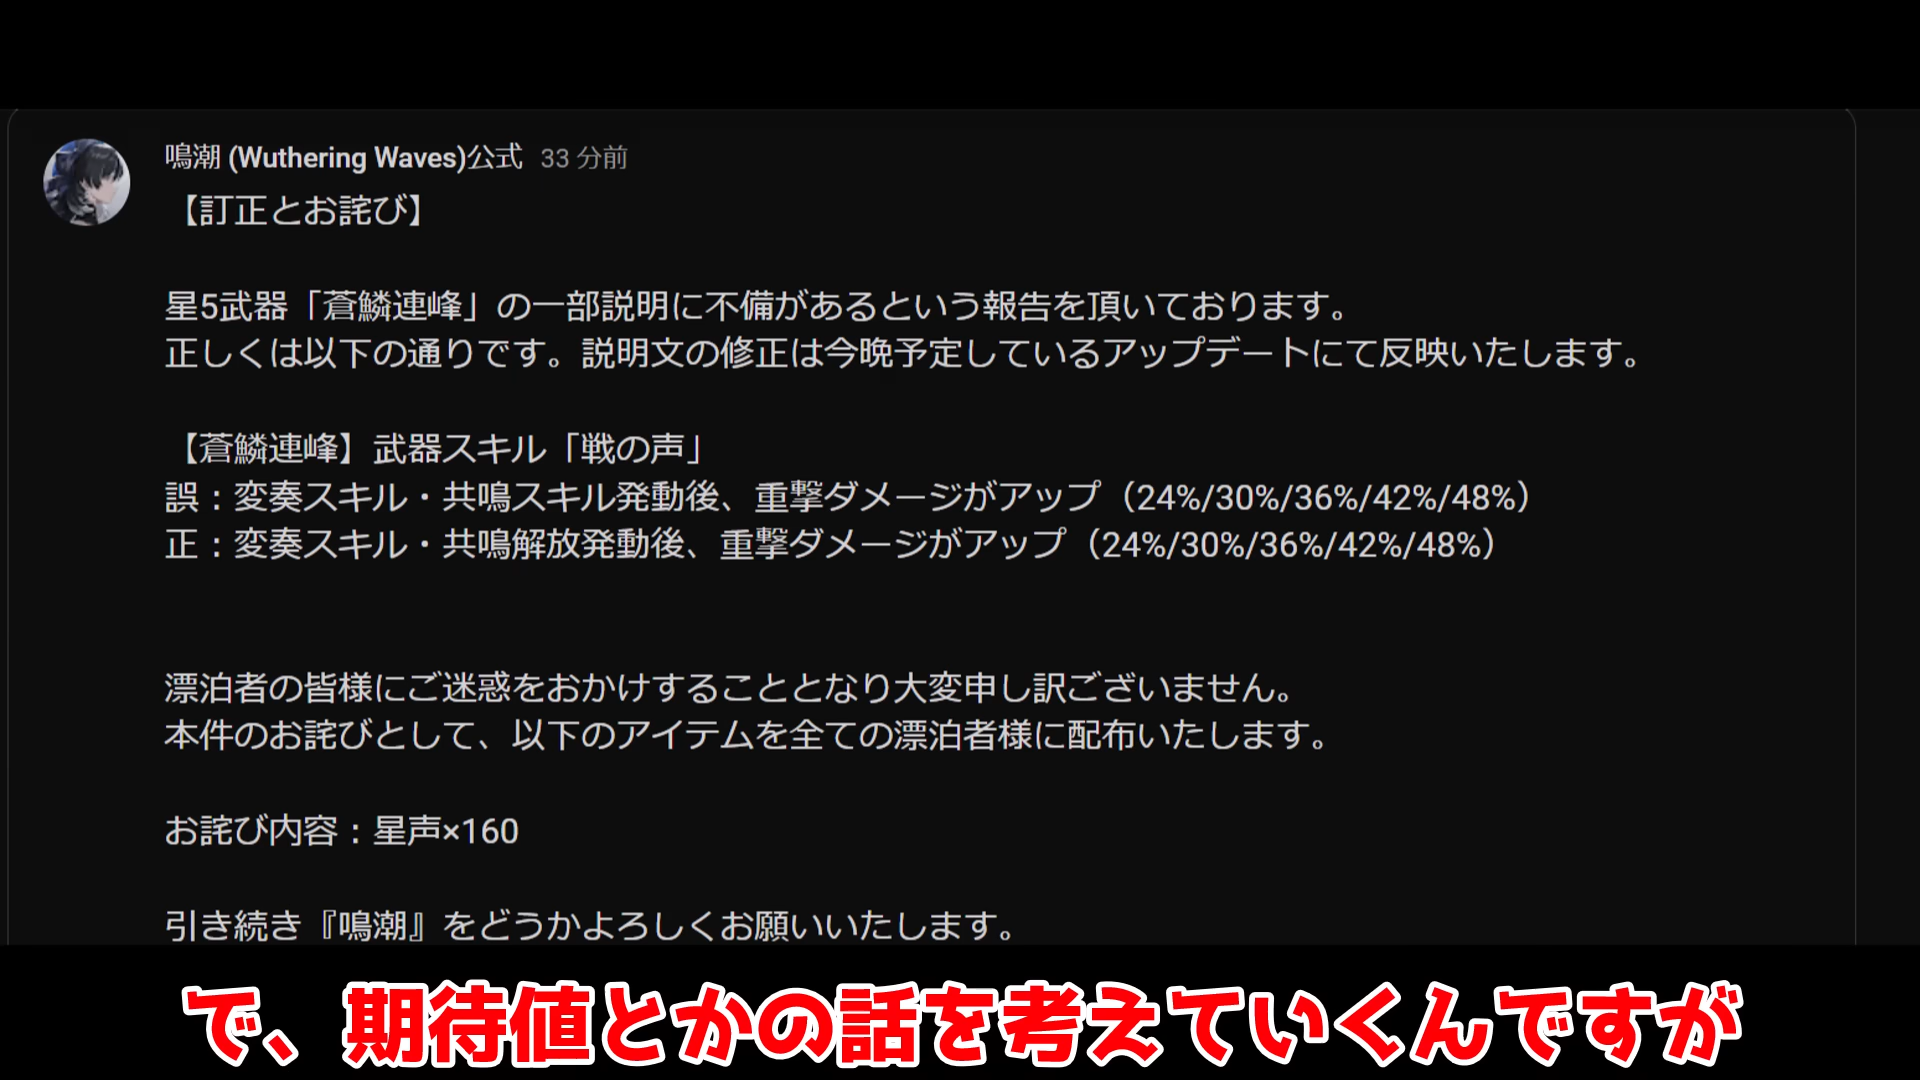 鳴潮 (Wuthering Waves)公式 33 分前
【訂正とお詫び】
星5武器「蒼鱗連峰」の一部説明に不備があるという報告を頂いております。
正しくは以下の通りです。説明文の修正は今晩予定しているアップデートにて反映いたします。
【蒼鱗連峰】武器スキル「戦の声」
誤：変奏スキル・共鳴スキル発動後、重撃ダメージがアップ（24%/30%/36%/42%/48%）
正：変奏スキル・共鳴解放発動後、重撃ダメージがアップ（24%/30%/36%/42%/48%）
漂泊者の皆様にご迷惑をおかけすることとなり大変申し訳ございません。
本件のお詫びとして、以下のアイテムを全ての漂泊者様に配布いたします。
お詫び内容：星声×160
引き続き『鳴潮』をどうかよろしくお願いいたします。
で、期待値とかの話を考えていくんですが